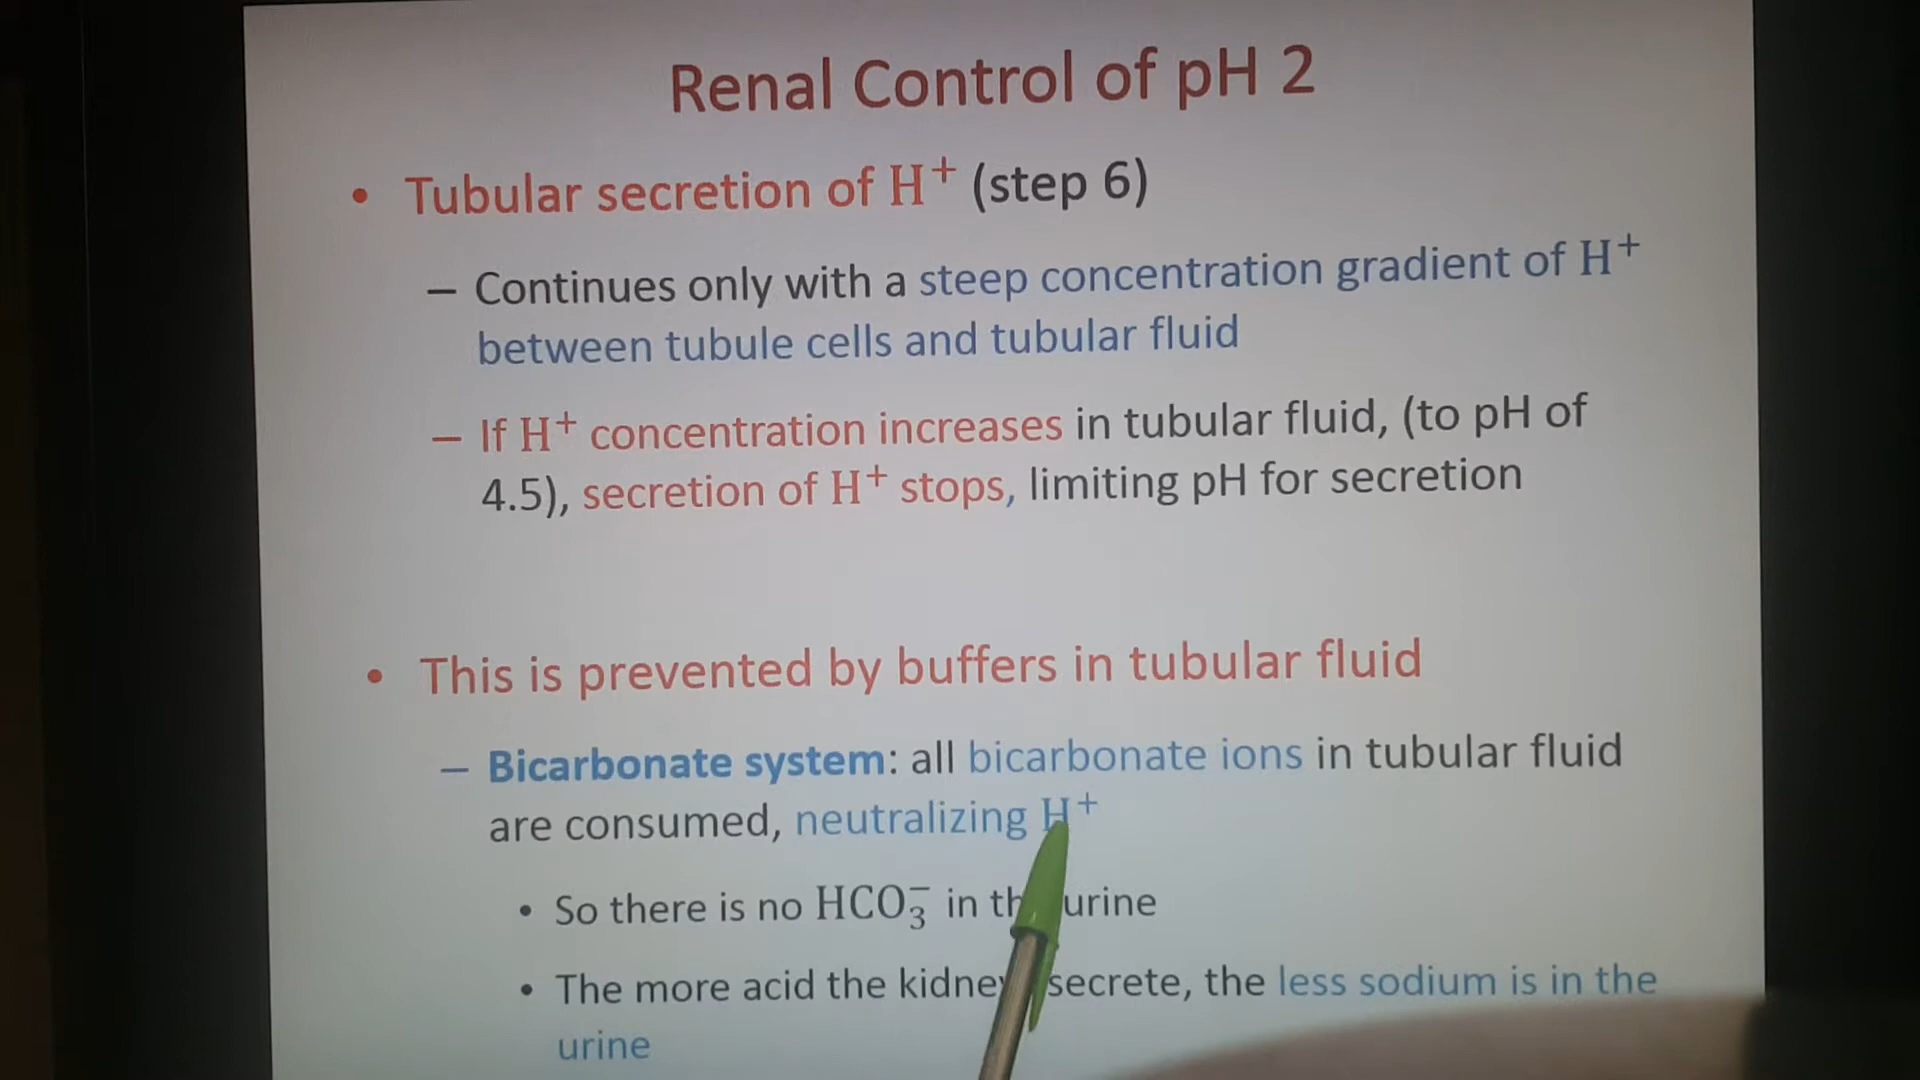 Renal Control of pH 2
• Tubular secretion of H⁺ (step 6)
– Continues only with a steep concentration gradient of H⁺
between tubule cells and tubular fluid
– If H⁺ concentration increases in tubular fluid, (to pH of
4.5), secretion of H⁺ stops, limiting pH for secretion
• This is prevented by buffers in tubular fluid
– Bicarbonate system: all bicarbonate ions in tubular fluid
are consumed, neutralizing H⁺
• So there is no HCO₃⁻ in urine
• The more acid the secrete, the less sodium is in the
urine